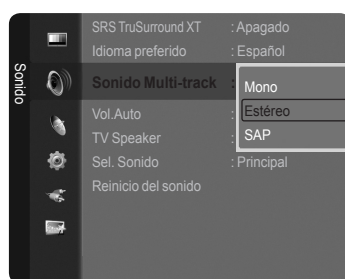 Sonido
SRS TruSurround XT : Apagado
Idioma preferido : Español
Sonido Multi-track :
Mono
Estéreo
SAP
Vol.Auto :
TV Speaker :
Sel. Sonido : Principal
Reinicio del sonido